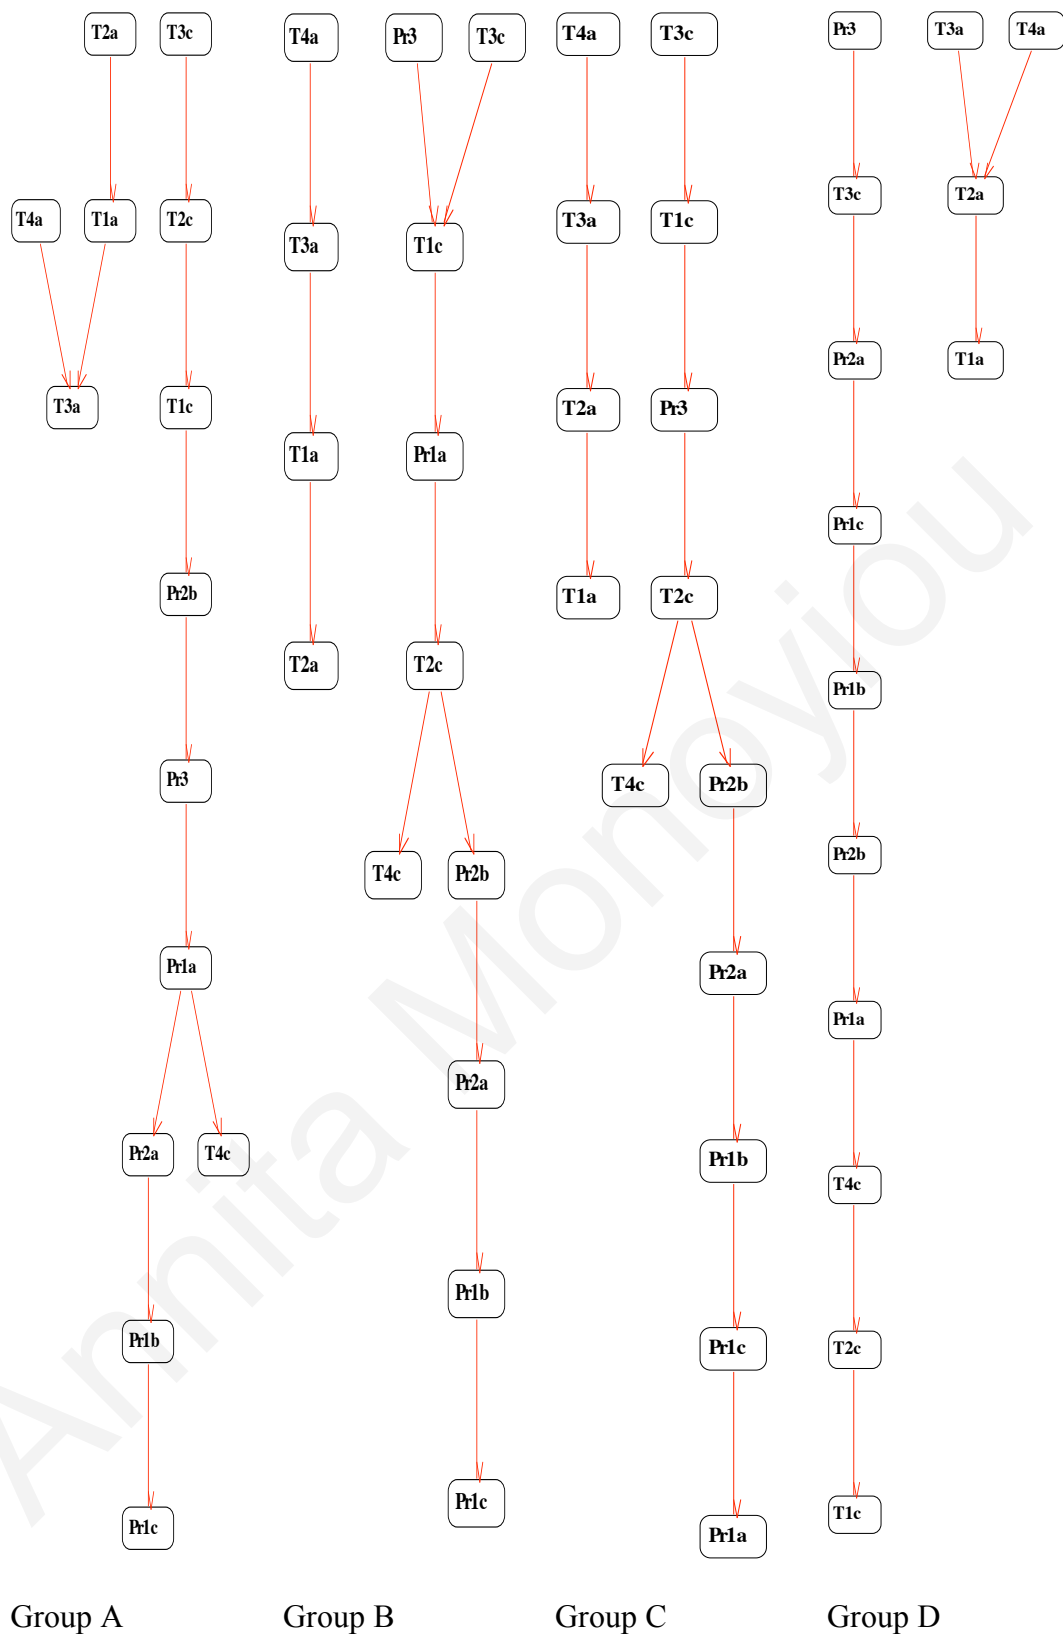 T2a T3c
T4a T1a T2c
T3a T1c
Pr2b
Pr3
Pr1a
Pr2a T4c
Pr1b
Pr1c
Group A
T4a Pr3 T3c
T3a T1c
T1a Pr1a
T2a T2c
T4c Pr2b
Pr2a
Pr1b
Pr1c
Group B
T4a T3c
T3a T1c
T2a Pr3
T1a T2c
T4c Pr2b
Pr2a
Pr1b
Pr1c
Pr1a
Group C
Pr3 T3a T4a
T3c T2a
Pr2a T1a
Pr1c
Pr1b
Pr2b
Pr1a
T4c
T2c
T1c
Group D
Annita Monoyiou